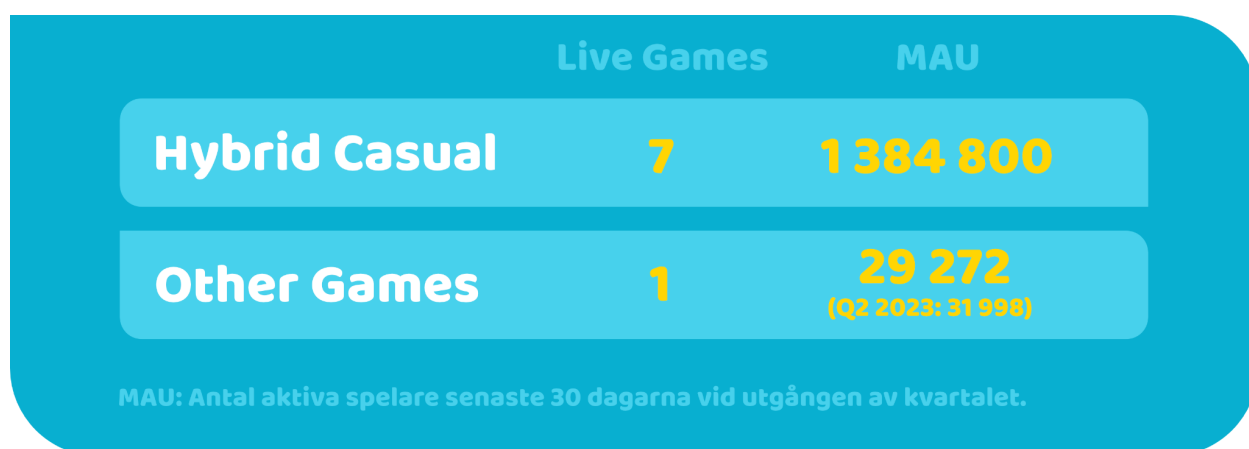 Live Games MAU
Hybrid Casual 7 1 384 800
Other Games 1 29 272
(Q2 2023: 31 998)
MAU: Antal aktiva spelare senaste 30 dagarna vid utgången av kvartalet.